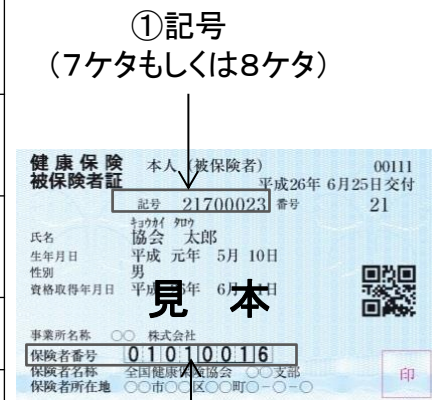 ①記号
（7ケタもしくは8ケタ）
健康保険 本人（被保険者） 00111
被保険者証 平成26年 6月25日交付
記号 21700023 番号 21
キョウカイ タロウ
氏名 協会 太郎
生年月日 平成 元年 5月 10日
性別 男
資格取得年月日 平成 年 6月 日
見本
事業所名称 ○○ 株式会社
保険者番号 01010016
保険者名称 全国健康保険協会 ○○支部
保険者所在地 ○○市○○区○○町○-○-○
印